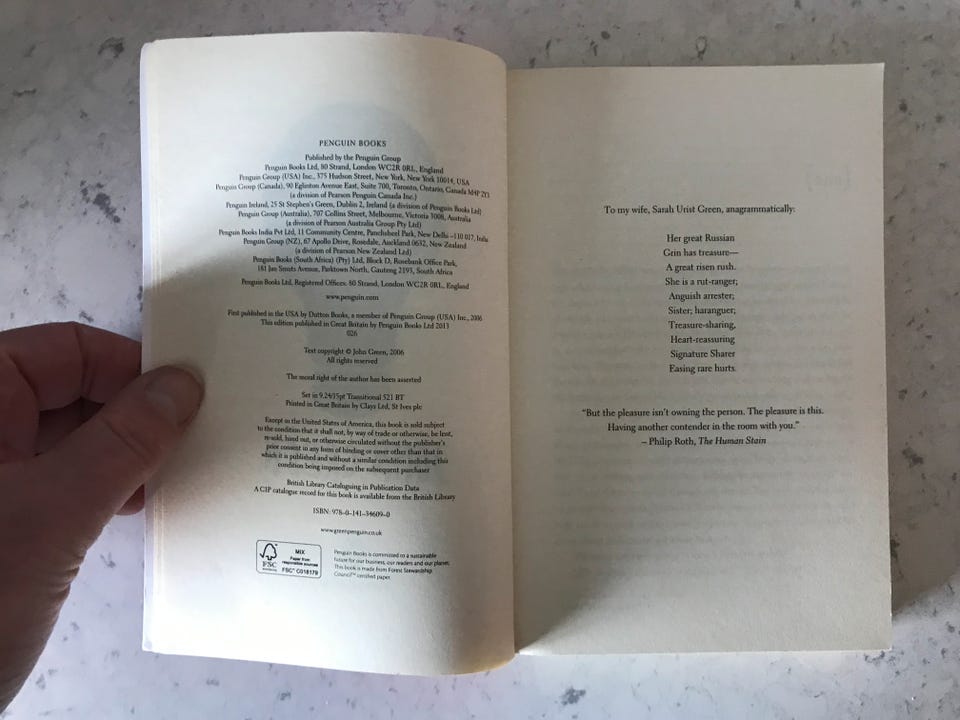 PENGUIN BOOKS
Published by the Penguin Group
Penguin Books Ltd, 80 Strand, London WC2R 0RL, England
Penguin Group (USA) Inc., 375 Hudson Street, New York, New York 10014, USA
Penguin Group (Canada), 90 Eglinton Avenue East, Suite 700, Toronto, Ontario, Canada M4P 2Y3
(a division of Pearson Penguin Canada Inc.)
Penguin Ireland, 25 St Stephen's Green, Dublin 2, Ireland (a division of Penguin Books Ltd)
Penguin Group (Australia), 707 Collins Street, Melbourne, Victoria 3008, Australia
(a division of Pearson Australia Group Pty Ltd)
Penguin Books India Pvt Ltd, 11 Community Centre, Panchsheel Park, New Delhi –110 017, India
Penguin Group (NZ), 67 Apollo Drive, Rosedale, Auckland 0632, New Zealand
(a division of Pearson New Zealand Ltd)
Penguin Books (South Africa) (Pty) Ltd, Block D, Rosebank Office Park,
181 Jan Smuts Avenue, Parktown North, Gauteng 2193, South Africa
Penguin Books Ltd, Registered Offices: 80 Strand, London WC2R 0RL, England
www.penguin.com
First published in the USA by Dutton Books, a member of Penguin Group (USA) Inc., 2006
This edition published in Great Britain by Penguin Books Ltd 2013
026
Text copyright © John Green, 2006
All rights reserved
The moral right of the author has been asserted
Set in 9.24/15pt Transitional 521 BT
Printed in Great Britain by Clays Ltd, St Ives plc
Except in the United States of America, this book is sold subject
to the condition that it shall not, by way of trade or otherwise, be lent,
re-sold, hired out, or otherwise circulated without the publisher's
prior consent in any form of binding or cover other than that in
which it is published and without a similar condition including this
condition being imposed on the subsequent purchaser
British Library Cataloguing in Publication Data
A CIP catalogue record for this book is available from the British Library
ISBN: 978-0-141-34609-0
www.greenpenguin.co.uk
FSC
MIX
Paper from
responsible sources
FSC® C018179
Penguin Books is committed to a sustainable
future for our business, our readers and our planet.
This book is made from Forest Stewardship
Council™ certified paper.
To my wife, Sarah Urist Green, anagrammatically:
Her great Russian
Grin has treasure—
A great risen rush.
She is a rut-ranger;
Anguish arrester;
Sister; haranguer;
Treasure-sharing,
Heart-reassuring
Signature Sharer
Easing rare hurts.
“But the pleasure isn't owning the person. The pleasure is this.
Having another contender in the room with you.”
– Philip Roth, The Human Stain